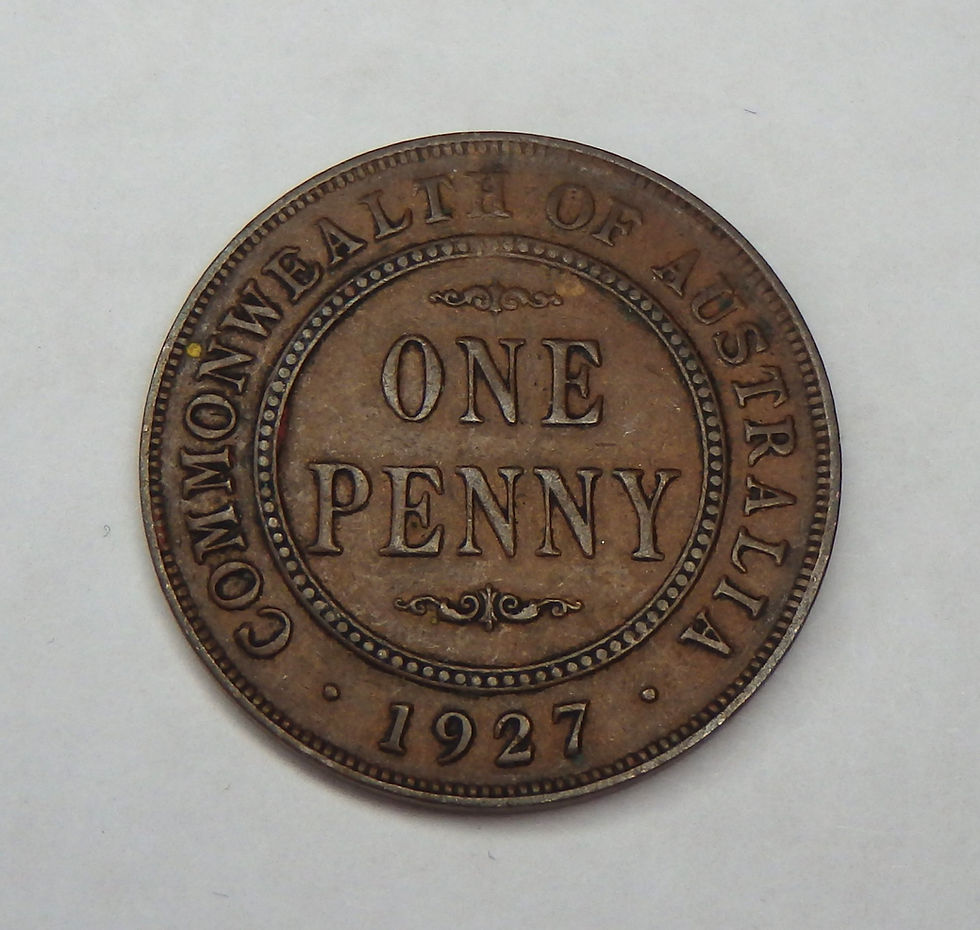 COMMONWEALTH OF AUSTRALIA
ONE
PENNY
· 1927 ·